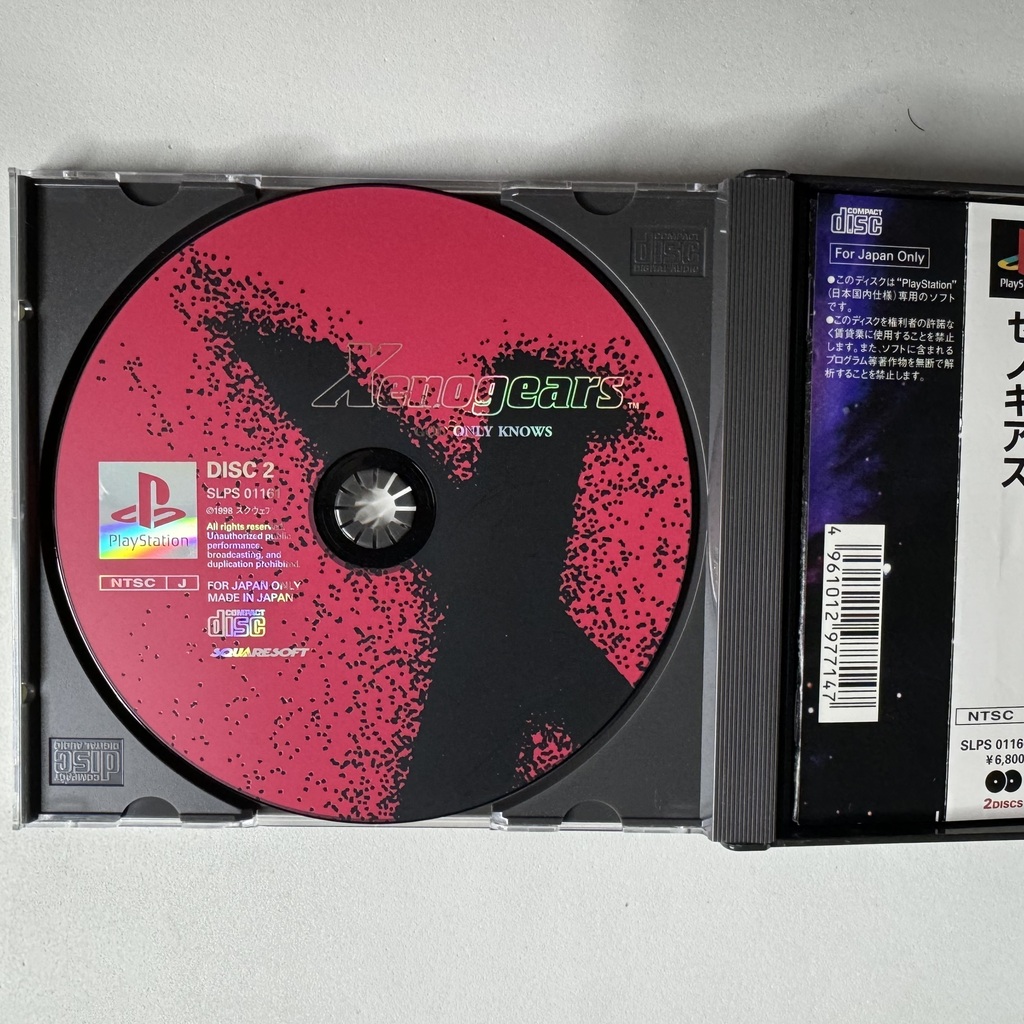 Xenogears™
ONLY KNOWS
DISC 2
SLPS 01161
©1998 スクウェア
All rights reserved.
Unauthorized public
performance,
broadcasting, and
duplication prohibited.
FOR JAPAN ONLY
MADE IN JAPAN
COMPACT
disc
SQUARESOFT
PlayStation
NTSC J
COMPACT
disc
DIGITAL AUDIO
COMPACT
disc
DIGITAL AUDIO
COMPACT
disc
For Japan Only
●このディスクは“PlayStation”
(日本国内仕様)専用のソフト
です。
●このディスクを権利者の許諾な
く賃貸業に使用することを禁止
します。また、ソフトに含まれる
プログラム等著作物を無断で解
析することを禁止します。
4 961012 977147
PlayS
ゼノギアス
NTSC
SLPS 0116
¥6,800
2DISCS